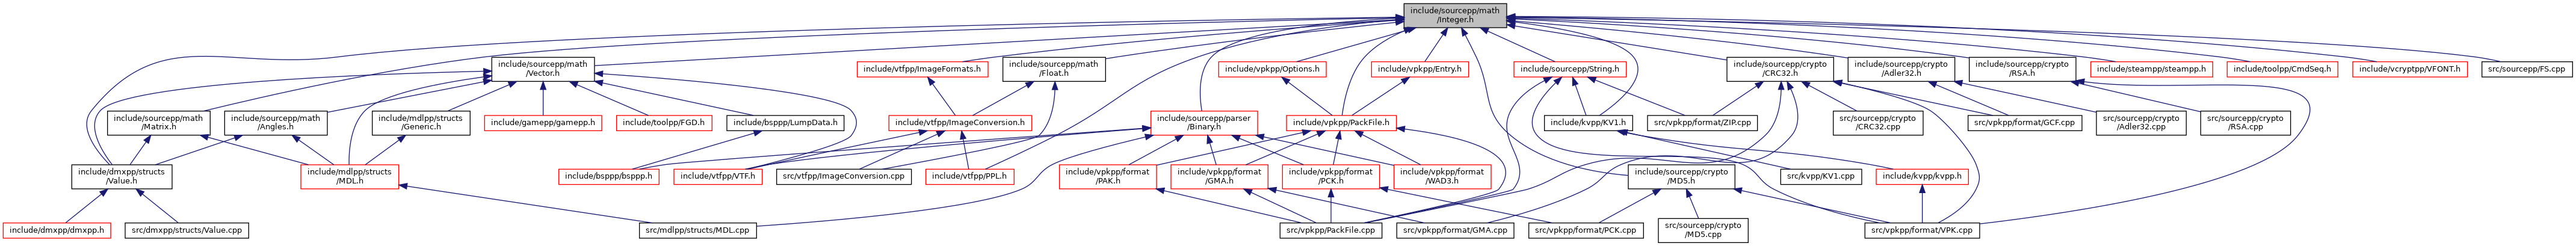 include/sourcepp/math
/Integer.h
include/sourcepp/math
/Vector.h
include/vtfpp/ImageFormats.h
include/sourcepp/math
/Float.h
include/vpkpp/Options.h
include/vpkpp/Entry.h
include/sourcepp/String.h
include/sourcepp/crypto
/CRC32.h
include/sourcepp/crypto
/Adler32.h
include/sourcepp/crypto
/RSA.h
include/steampp/steampp.h
include/toolpp/CmdSeq.h
include/vcryptpp/VFONT.h
src/sourcepp/FS.cpp
include/sourcepp/math
/Matrix.h
include/sourcepp/math
/Angles.h
include/mdlpp/structs
/Generic.h
include/gamepp/gamepp.h
include/toolpp/FGD.h
include/bsppp/LumpData.h
include/vtfpp/ImageConversion.h
include/sourcepp/parser
/Binary.h
include/vpkpp/PackFile.h
include/kvpp/KV1.h
src/vpkpp/format/ZIP.cpp
src/sourcepp/crypto
/CRC32.cpp
src/vpkpp/format/GCF.cpp
src/sourcepp/crypto
/Adler32.cpp
src/sourcepp/crypto
/RSA.cpp
include/dmxpp/structs
/Value.h
include/mdlpp/structs
/MDL.h
include/bsppp/bsppp.h
include/vtfpp/VTF.h
src/vtfpp/ImageConversion.cpp
include/vtfpp/PPL.h
include/vpkpp/format
/PAK.h
include/vpkpp/format
/GMA.h
include/vpkpp/format
/PCK.h
include/vpkpp/format
/WAD3.h
include/sourcepp/crypto
/MD5.h
src/kvpp/KV1.cpp
include/kvpp/kvpp.h
include/dmxpp/dmxpp.h
src/dmxpp/structs/Value.cpp
src/mdlpp/structs/MDL.cpp
src/vpkpp/PackFile.cpp
src/vpkpp/format/GMA.cpp
src/vpkpp/format/PCK.cpp
src/sourcepp/crypto
/MD5.cpp
src/vpkpp/format/VPK.cpp